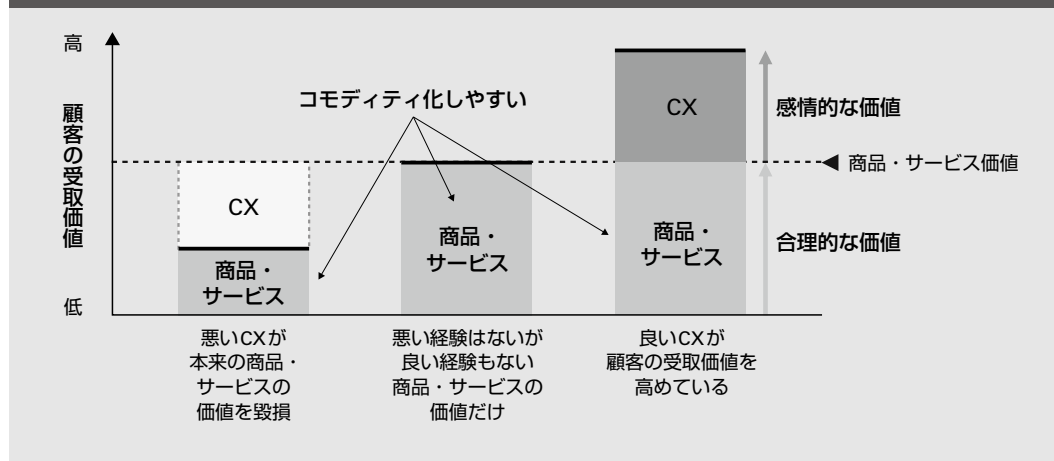 高
顧客の受取価値
低
コモディティ化しやすい
CX
商品・
サービス
商品・
サービス
CX
商品・
サービス
感情的な価値
商品・サービス価値
合理的な価値
悪いCXが
本来の商品・
サービスの
価値を毀損
悪い経験はないが
良い経験もない
商品・サービスの
価値だけ
良いCXが
顧客の受取価値を
高めている